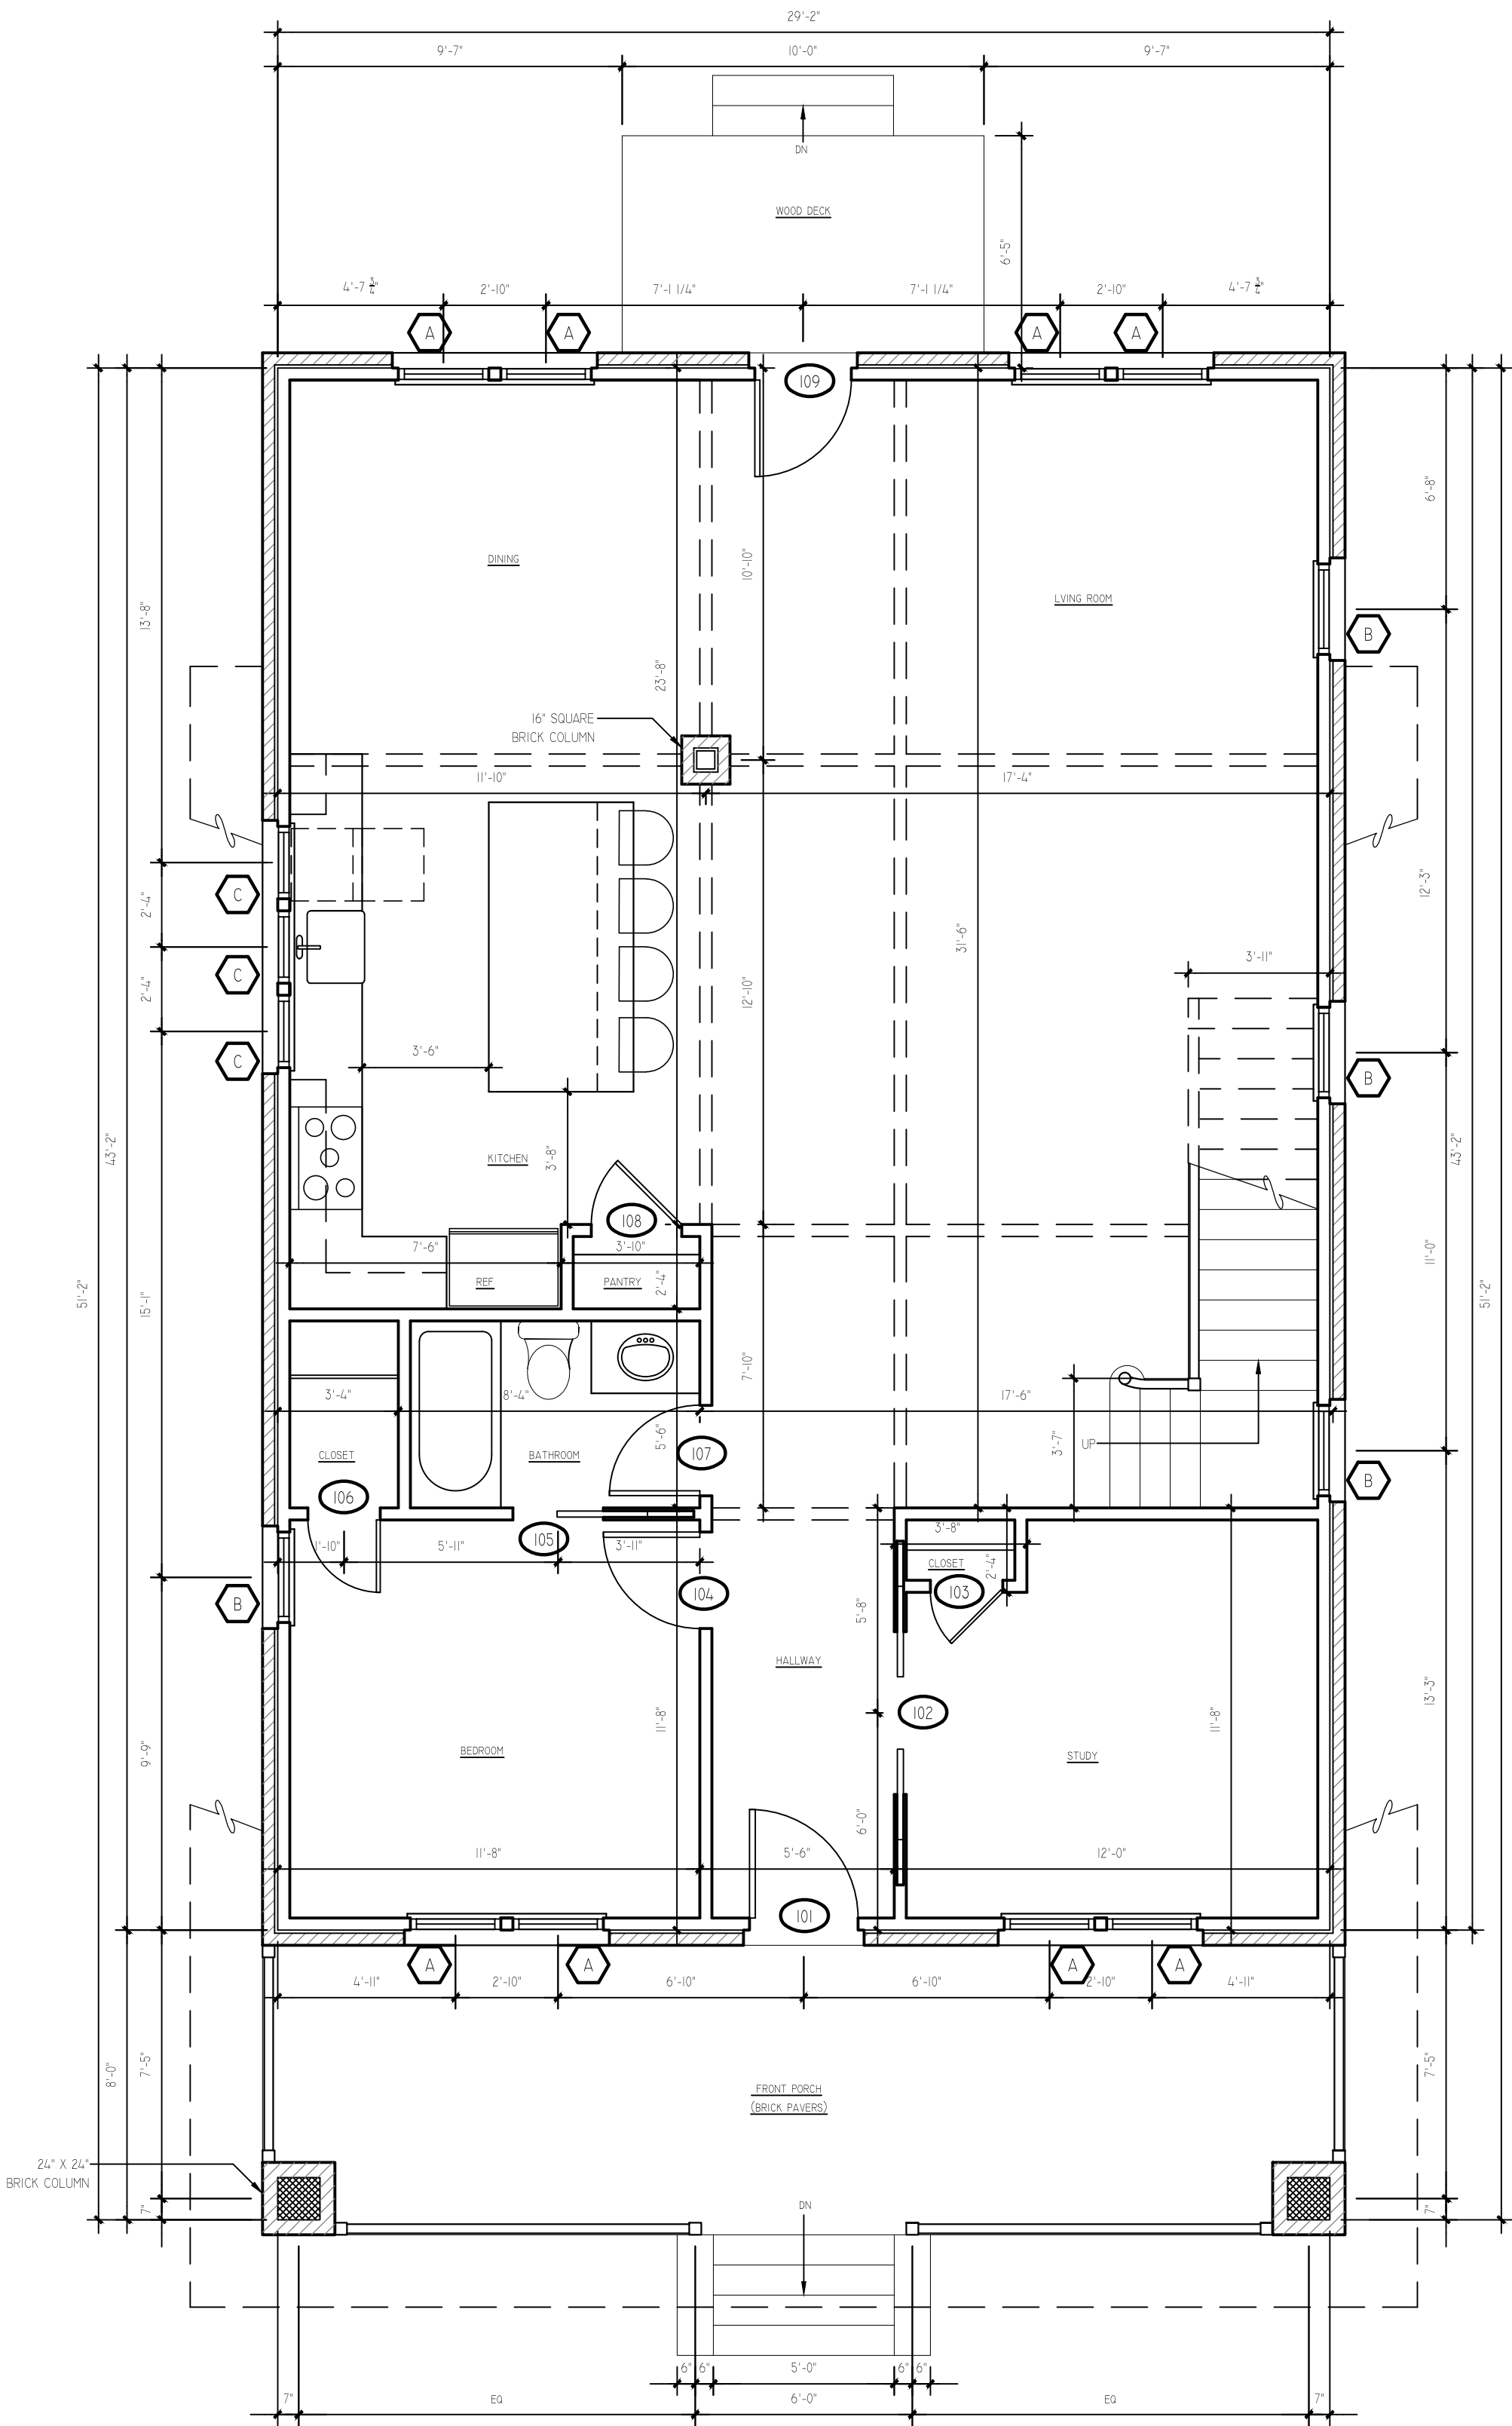 29'-2"
9'-7"
10'-0"
9'-7"
DN
WOOD DECK
6'-5"
4'-7 3/4"
2'-10"
7'-1 1/4"
7'-1 1/4"
2'-10"
4'-7 3/4"
A
A
A
A
109
6'-8"
10'-10"
DINING
LVING ROOM
13'-8"
B
23'-8"
16" SQUARE
BRICK COLUMN
11'-10"
17'-4"
C
2'-4"
12'-3"
31'-6"
3'-11"
C
2'-4"
12'-10"
3'-6"
C
B
43'-2"
KITCHEN
3'-8"
43'-2"
108
7'-6"
3'-10"
11'-0"
REF
PANTRY
2'-4"
51'-2"
15'-1"
51'-2"
7'-10"
3'-4"
8'-4"
17'-6"
5'-6"
3'-7"
UP
CLOSET
BATHROOM
107
106
B
105
3'-8"
1'-10"
5'-11"
3'-11"
CLOSET
2'-4"
103
104
B
5'-8"
HALLWAY
13'-3"
102
11'-8"
11'-8"
BEDROOM
STUDY
9'-9"
6'-0"
11'-8"
5'-6"
12'-0"
101
A
A
A
A
4'-11"
2'-10"
6'-10"
6'-10"
2'-10"
4'-11"
8'-0"
7'-5"
7'-5"
FRONT PORCH
(BRICK PAVERS)
24" X 24"
BRICK COLUMN
DN
7"
7"
6"
6"
5'-0"
6"
6"
7"
EQ
6'-0"
EQ
7"